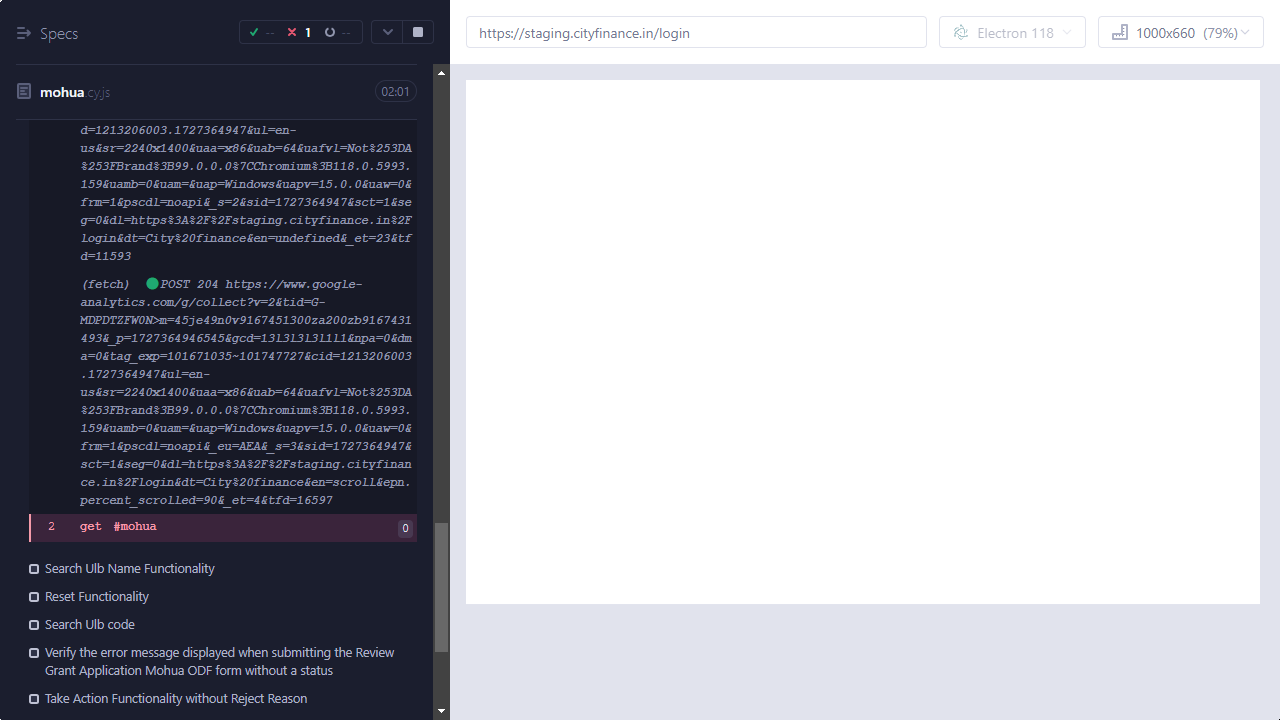 Specs
-- 1 --
https://staging.cityfinance.in/login
Electron 118
1000x660 (79%)
mohua.cy.js
02:01
d=1213206003.1727364947&ul=en-
us&sr=2240x1400&uaa=x86&uab=64&uafvl=Not%253DA
%253FBrand%3B99.0.0.0%7CChromium%3B118.0.5993.
159&uamb=0&uam=&uap=Windows&uapv=15.0.0&uaw=0&
frm=1&pscdl=noapi&_s=2&sid=1727364947&sct=1&se
g=0&dl=https%3A%2F%2Fstaging.cityfinance.in%2F
login&dt=City%20finance&en=undefined&_et=23&tf
d=11593
(fetch) POST 204 https://www.google-
analytics.com/g/collect?v=2&tid=G-
MDPDTZFW0N>m=45je49n0v9167451300za200zb9167431
493&_p=1727364946545&gcd=13l3l3l3l1l1&npa=0&dm
a=0&tag_exp=101671035~101747727&cid=1213206003
.1727364947&ul=en-
us&sr=2240x1400&uaa=x86&uab=64&uafvl=Not%253DA
%253FBrand%3B99.0.0.0%7CChromium%3B118.0.5993.
159&uamb=0&uam=&uap=Windows&uapv=15.0.0&uaw=0&
frm=1&pscdl=noapi&_eu=AEA&_s=3&sid=1727364947&
sct=1&seg=0&dl=https%3A%2F%2Fstaging.cityfinan
ce.in%2Flogin&dt=City%20finance&en=scroll&epn.
percent_scrolled=90&_et=4&tfd=16597
2 get #mohua 0
Search Ulb Name Functionality
Reset Functionality
Search Ulb code
Verify the error message displayed when submitting the Review
Grant Application Mohua ODF form without a status
Take Action Functionality without Reject Reason